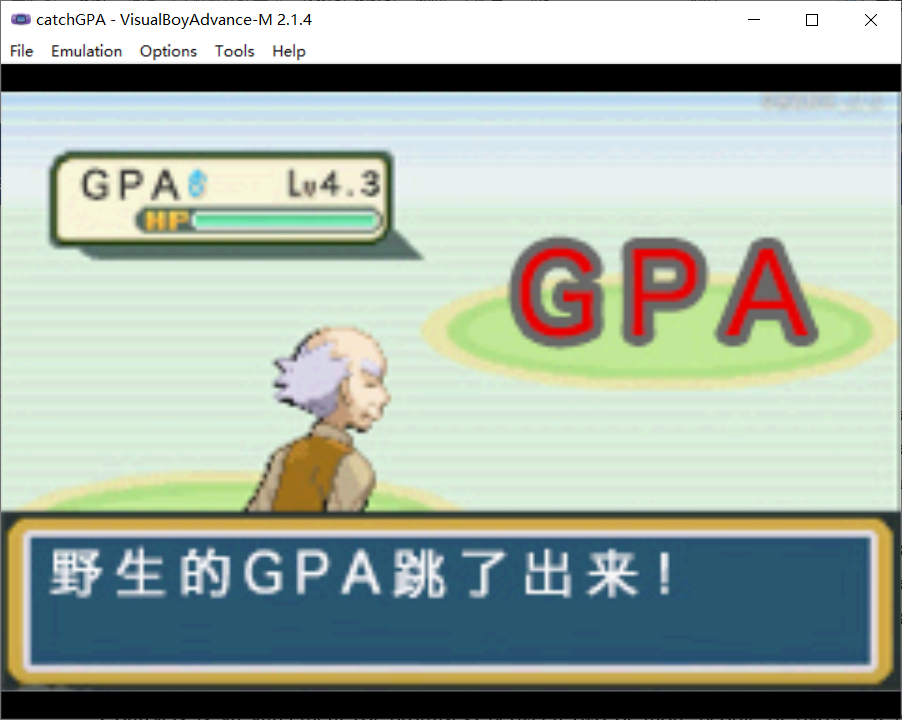 catchGPA - VisualBoyAdvance-M 2.1.4
File Emulation Options Tools Help
GPA♂ Lv4.3
HP
GPA
野生的GPA跳了出来!